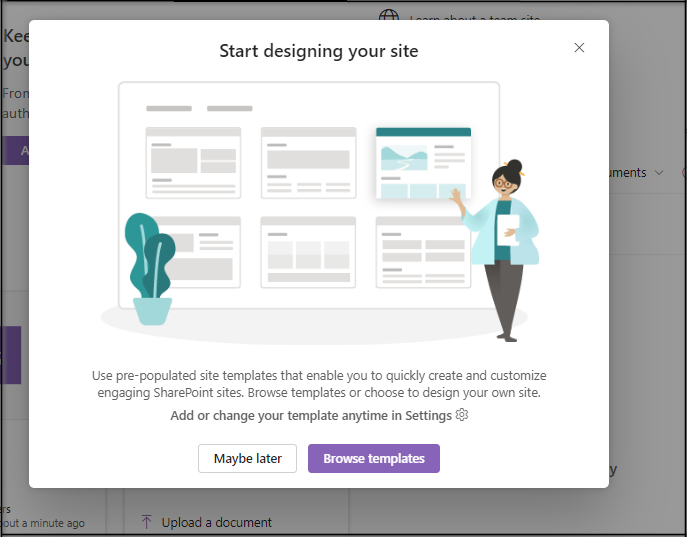 Learn about a team site
Kee
you
From
auth
A
Start designing your site
uments
Use pre-populated site templates that enable you to quickly create and customize
engaging SharePoint sites. Browse templates or choose to design your own site.
Add or change your template anytime in Settings
Maybe later
Browse templates
y
ers
bout a minute ago
Upload a document